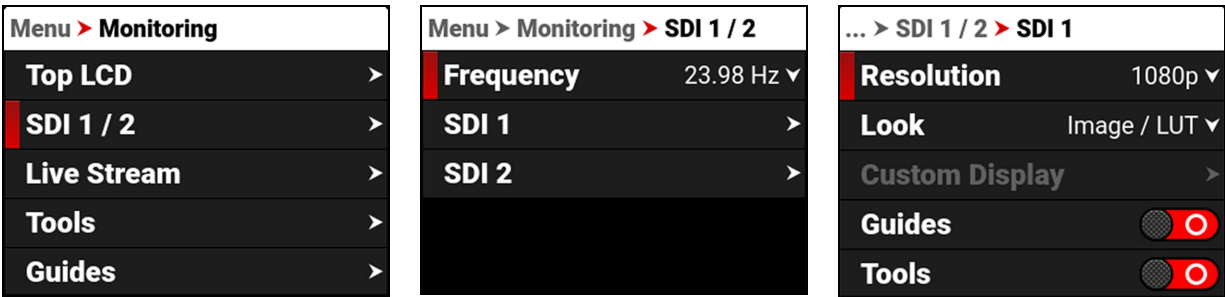 Menu > Monitoring
Top LCD
SDI 1 / 2
Live Stream
Tools
Guides
Menu > Monitoring > SDI 1 / 2
Frequency 23.98 Hz
SDI 1
SDI 2
... > SDI 1 / 2 > SDI 1
Resolution 1080p
Look Image / LUT
Custom Display
Guides
Tools